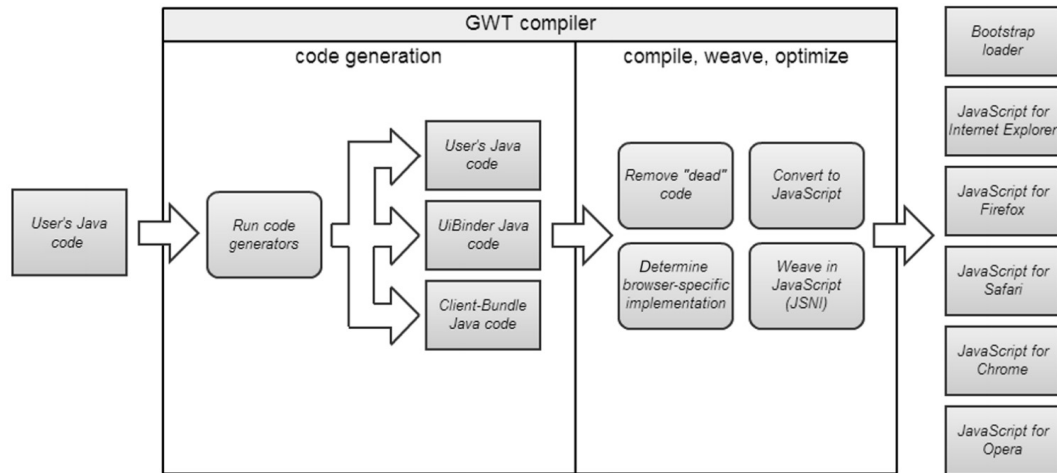 GWT compiler
code generation
compile, weave, optimize
User's Java
code
Run code
generators
User's Java
code
UiBinder Java
code
Client-Bundle
Java code
Remove "dead"
code
Convert to
JavaScript
Determine
browser-specific
implementation
Weave in
JavaScript
(JSNI)
Bootstrap
loader
JavaScript for
Internet Explorer
JavaScript for
Firefox
JavaScript for
Safari
JavaScript for
Chrome
JavaScript for
Opera